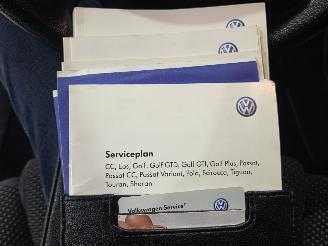 Serviceplan
CC, Eos, Golf, Golf GTD, Golf GTI, Golf Plus, Passat,
Passat CC, Passat Variant, Polo, Scirocco, Tiguan,
Touran, Sharan
Volkswagen Service